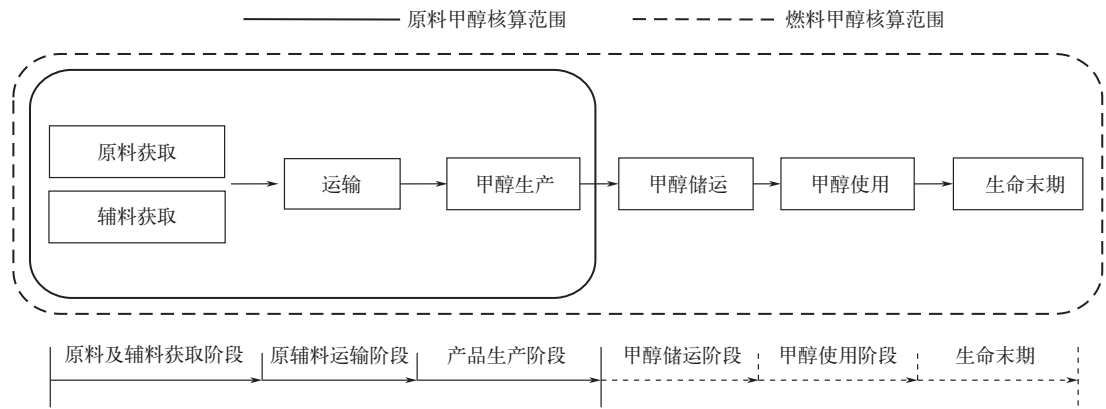 原料甲醇核算范围
燃料甲醇核算范围
原料获取
辅料获取
运输
甲醇生产
甲醇储运
甲醇使用
生命末期
原料及辅料获取阶段
原辅料运输阶段
产品生产阶段
甲醇储运阶段
甲醇使用阶段
生命末期